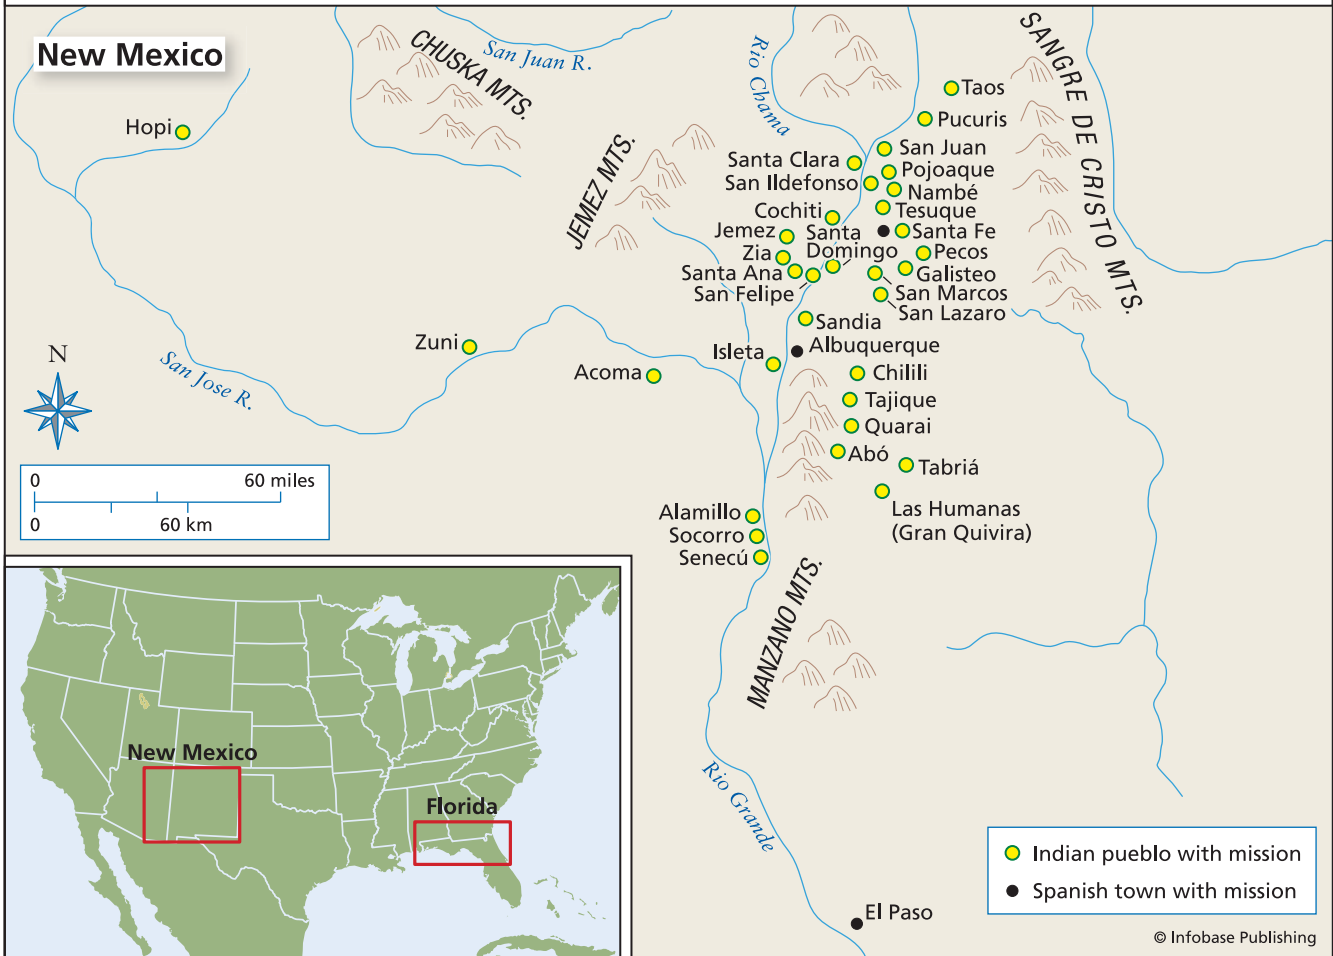 New Mexico
CHUSKA MTS.
San Juan R.
Rio Chama
SANGRE DE CRISTO MTS.
Taos
Pucuris
Hopi
JEMEZ MTS.
San Juan
Santa Clara
Pojoaque
San Ildefonso
Nambé
Cochiti
Tesuque
Jemez
Santa
Domingo
Santa Fe
Zia
Pecos
Santa Ana
Galisteo
San Felipe
San Marcos
San Lazaro
Sandia
Zuni
Isleta
Albuquerque
N
San Jose R.
Acoma
Chilili
Tajique
Quarai
Abó
Tabriá
0 60 miles
0 60 km
Las Humanas
(Gran Quivira)
Alamillo
Socorro
Senecú
MANZANO MTS.
New Mexico
Florida
Rio Grande
El Paso
Indian pueblo with mission
Spanish town with mission
© Infobase Publishing